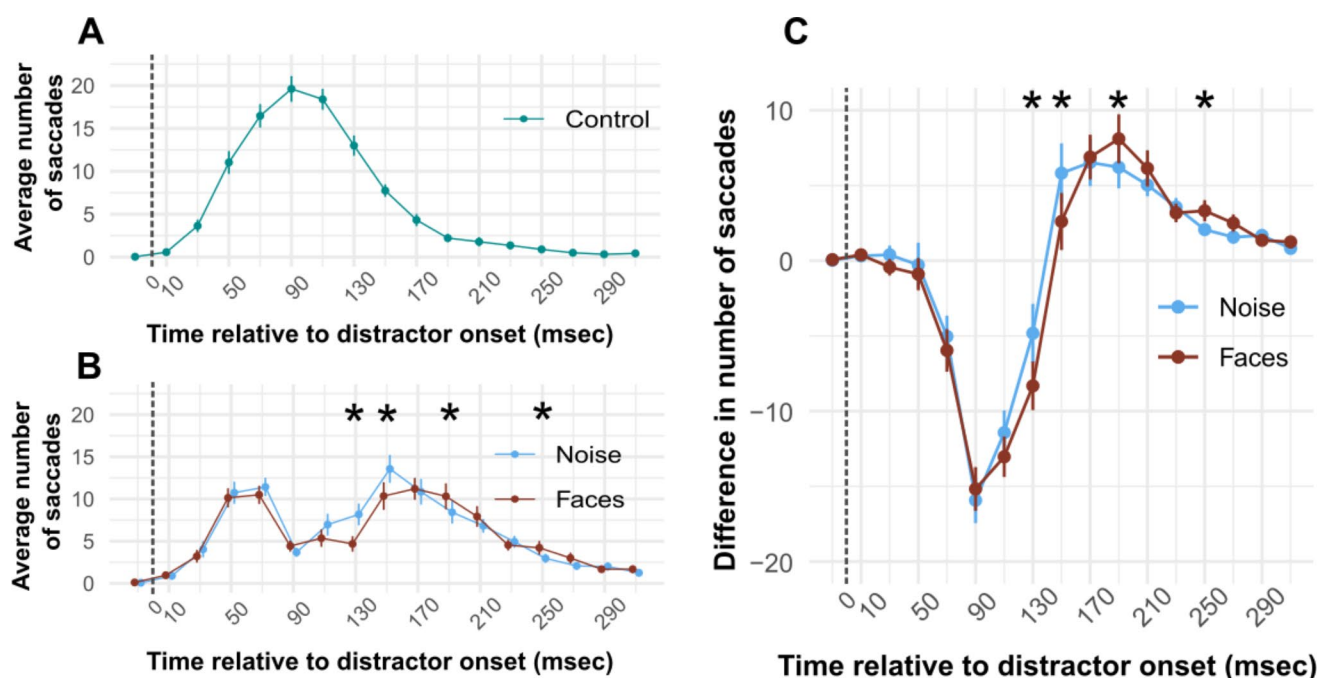 A
Average number
of saccades
20
15
10
5
0
Control
0 10 50 90 130 170 210 250 290
Time relative to distractor onset (msec)
B
Average number
of saccades
20
15
10
5
0
* * * *
Noise
Faces
0 10 50 90 130 170 210 250 290
Time relative to distractor onset (msec)
C
Difference in number of saccades
10
0
−10
−20
* * * *
Noise
Faces
0 10 50 90 130 170 210 250 290
Time relative to distractor onset (msec)